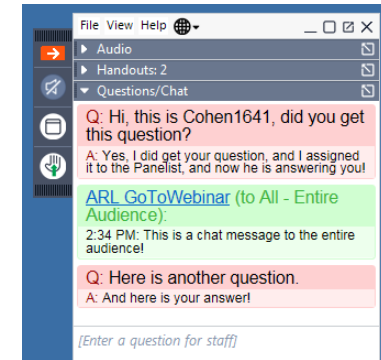 File View Help
Audio
Handouts: 2
Questions/Chat
Q: Hi, this is Cohen1641, did you get
this question?
A: Yes, I did get your question, and I assigned
it to the Panelist, and now he is answering you!
ARL GoToWebinar (to All - Entire
Audience):
2:34 PM: This is a chat message to the entire
audience!
Q: Here is another question.
A: And here is your answer!
[Enter a question for staff]